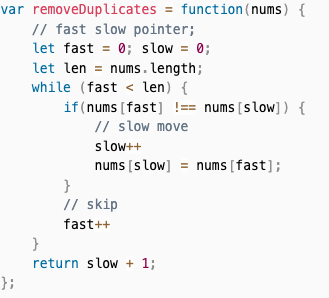 var removeDuplicates = function(nums) {
    // fast slow pointer;
    let fast = 0; slow = 0;
    let len = nums.length;
    while (fast < len) {
        if(nums[fast] !== nums[slow]) {
            // slow move
            slow++
            nums[slow] = nums[fast];
        }
        // skip
        fast++
    }
    return slow + 1;
};